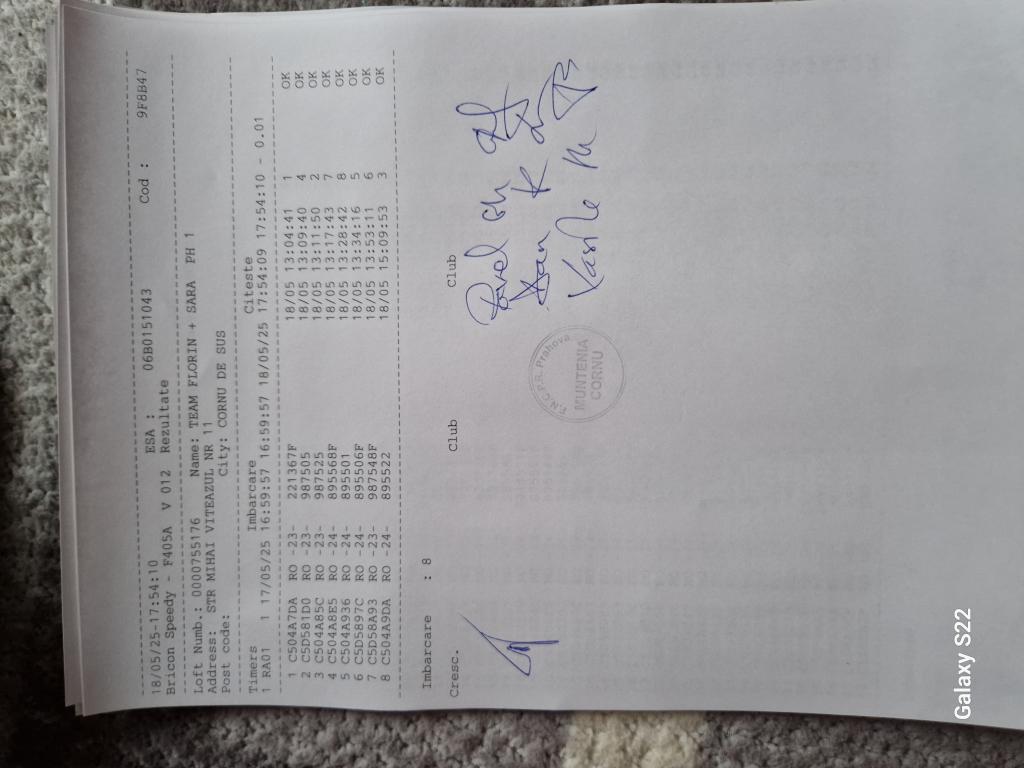 18/05/25-17:54:10 ESA : 06B0151043 Cod : 9F8B47
Bricon Speedy - F405A V 012 Rezultate
Loft Numb.: 0000755176 Name: TEAM FLORIN + SARA PH 1
Address: STR MIHAI VITEAZUL NR 11
Post code: City: CORNU DE SUS
Timers Imbarcare Citeste
1 RA01 1 17/05/25 16:59:57 16:59:57 18/05/25 17:54:09 17:54:10 - 0.01
1 C504A7DA RO -23- 221367F 18/05 13:04:41 1 OK
2 C5D581D0 RO -23- 987505 18/05 13:09:40 4 OK
3 C504A85C RO -23- 987525 18/05 13:11:50 2 OK
4 C504A8E5 RO -24- 895568F 18/05 13:17:43 7 OK
5 C504A936 RO -24- 895501 18/05 13:28:42 8 OK
6 C5D5897C RO -24- 895506F 18/05 13:34:16 5 OK
7 C5D58A93 RO -23- 987548F 18/05 13:53:11 6 OK
8 C504A9DA RO -24- 895522 18/05 15:09:53 3 OK
Imbarcare : 8
Cresc. Club Club
F.N.C.P.R. Prahova
MUNTENIA
CORNU
Galaxy S22